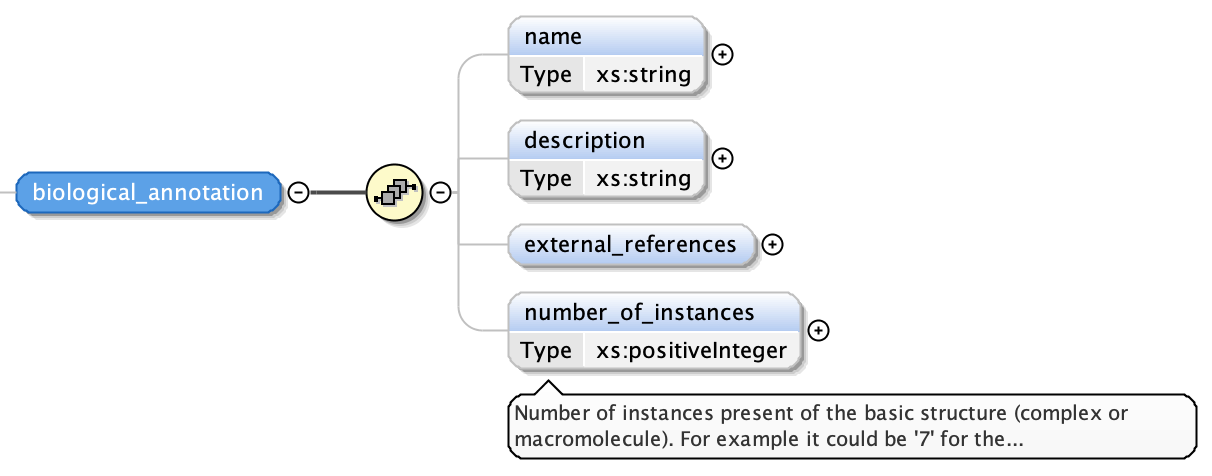 name
Type xs:string
description
Type xs:string
biological_annotation
external_references
number_of_instances
Type xs:positiveInteger
Number of instances present of the basic structure (complex or
macromolecule). For example it could be '7' for the...